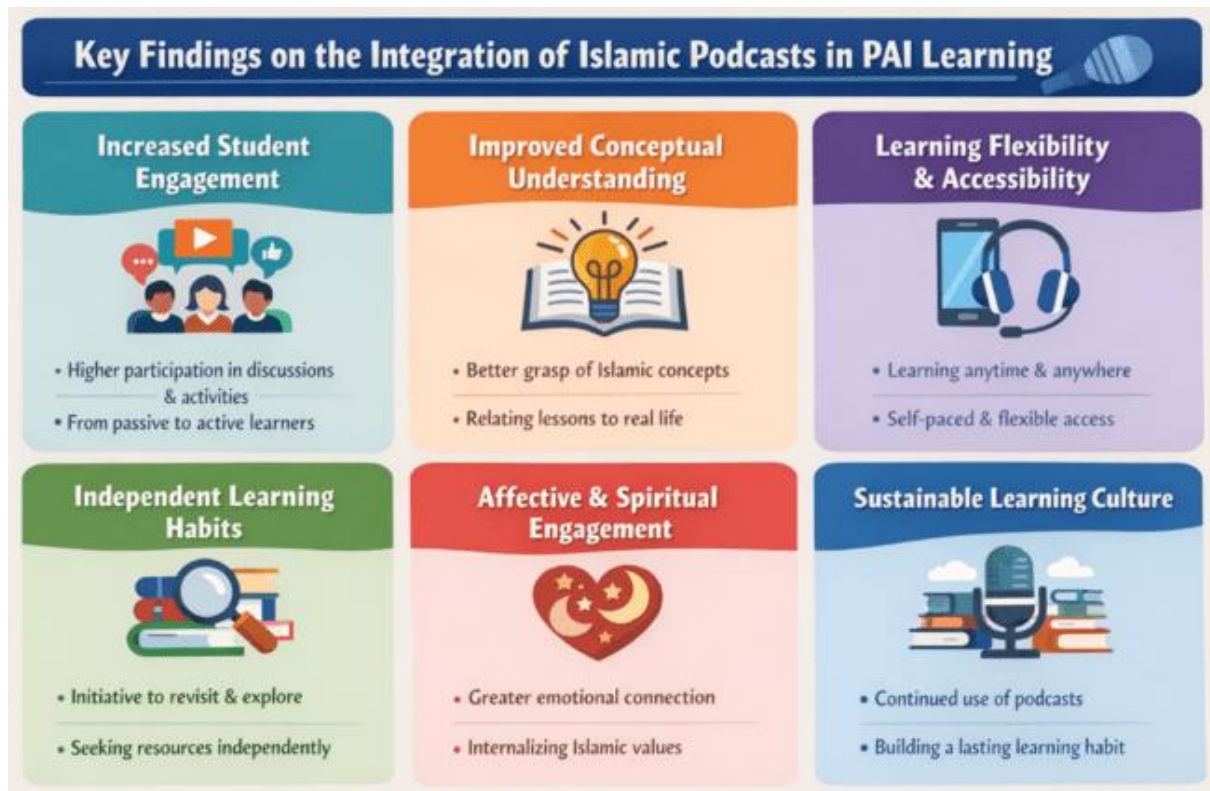 Key Findings on the Integration of Islamic Podcasts in PAI Learning
Increased Student
Engagement
• Higher participation in discussions
& activities
• From passive to active learners
Improved Conceptual
Understanding
• Better grasp of Islamic concepts
• Relating lessons to real life
Learning Flexibility
& Accessibility
• Learning anytime & anywhere
• Self-paced & flexible access
Independent Learning
Habits
• Initiative to revisit & explore
• Seeking resources independently
Affective & Spiritual
Engagement
• Greater emotional connection
• Internalizing Islamic values
Sustainable Learning Culture
• Continued use of podcasts
• Building a lasting learning habit